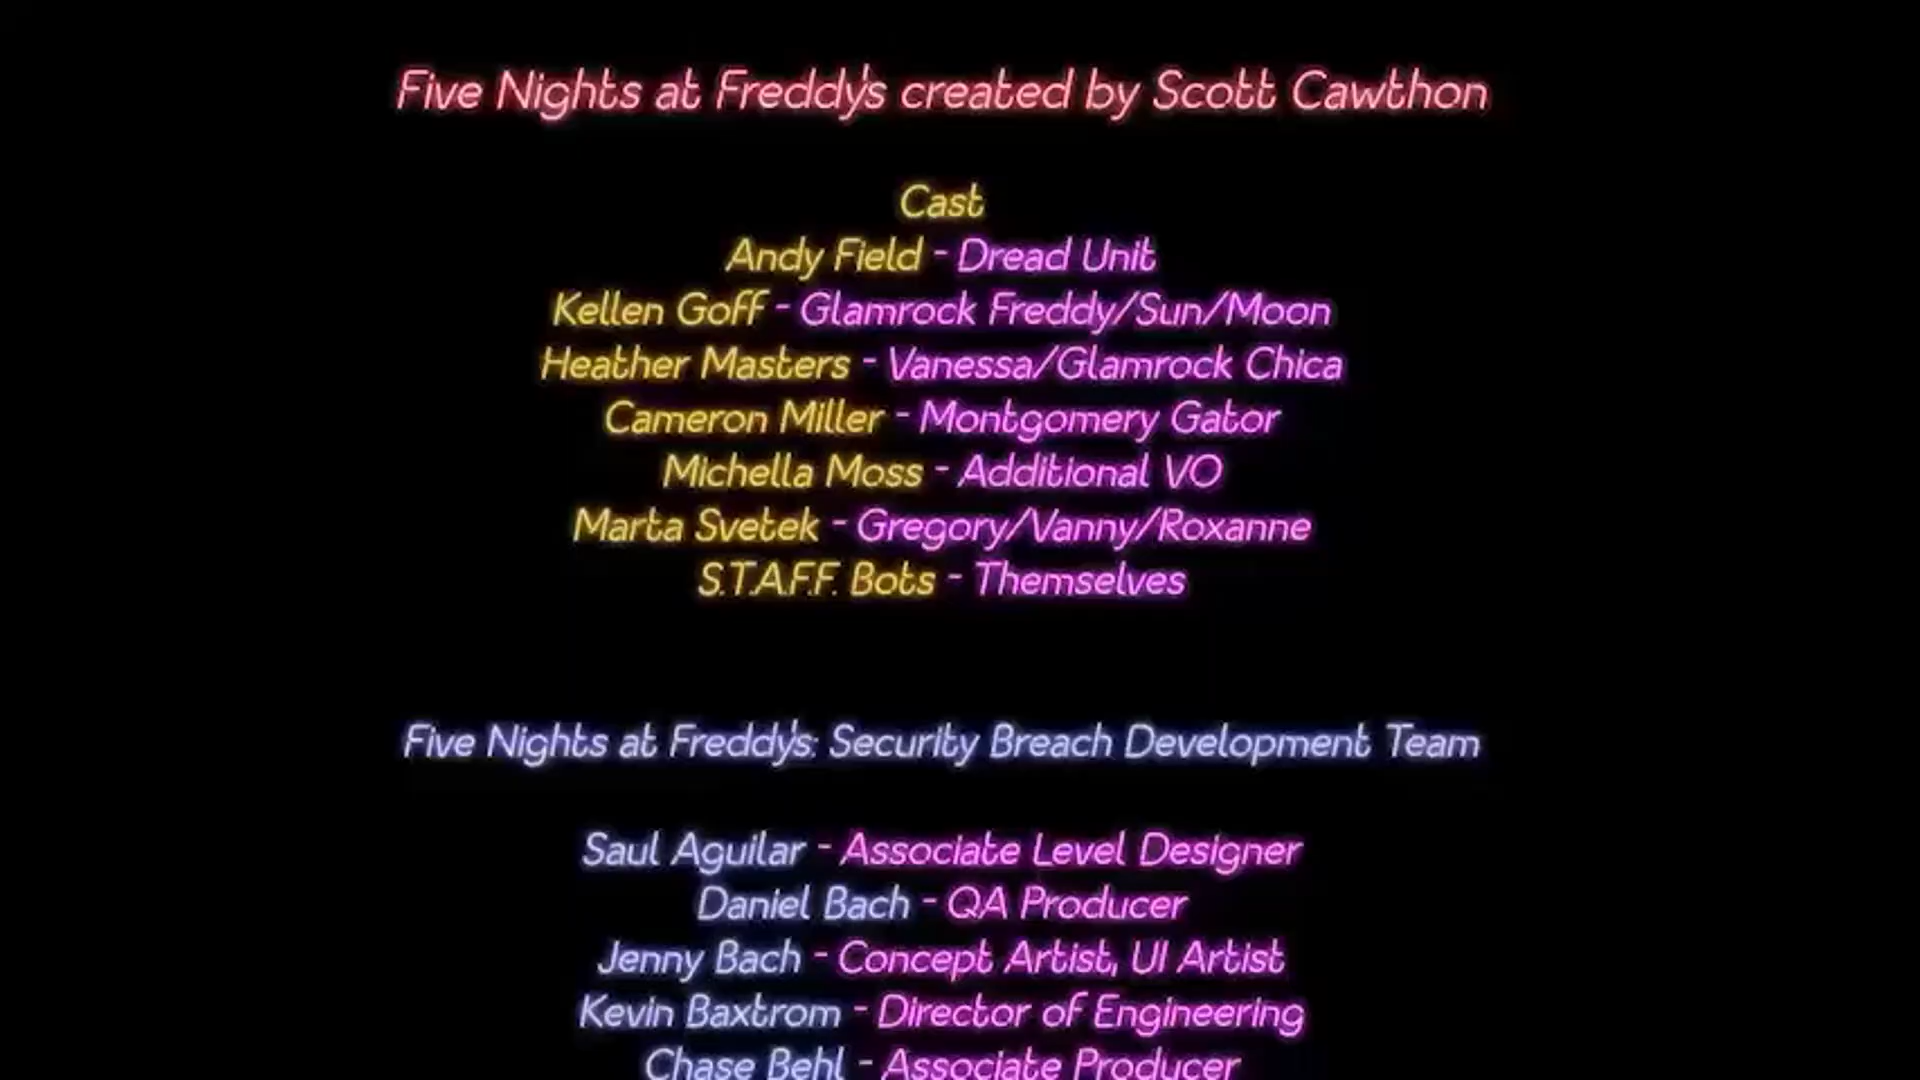 Five Nights at Freddy's created by Scott Cawthon
Cast
Andy Field - Dread Unit
Kellen Goff - Glamrock Freddy/Sun/Moon
Heather Masters - Vanessa/Glamrock Chica
Cameron Miller - Montgomery Gator
Michella Moss - Additional VO
Marta Svetek - Gregory/Vanny/Roxanne
S.T.A.F.F. Bots - Themselves
Five Nights at Freddy's: Security Breach Development Team
Saul Aguilar - Associate Level Designer
Daniel Bach - QA Producer
Jenny Bach - Concept Artist, UI Artist
Kevin Baxtrom - Director of Engineering
Chase Behl - Associate Producer